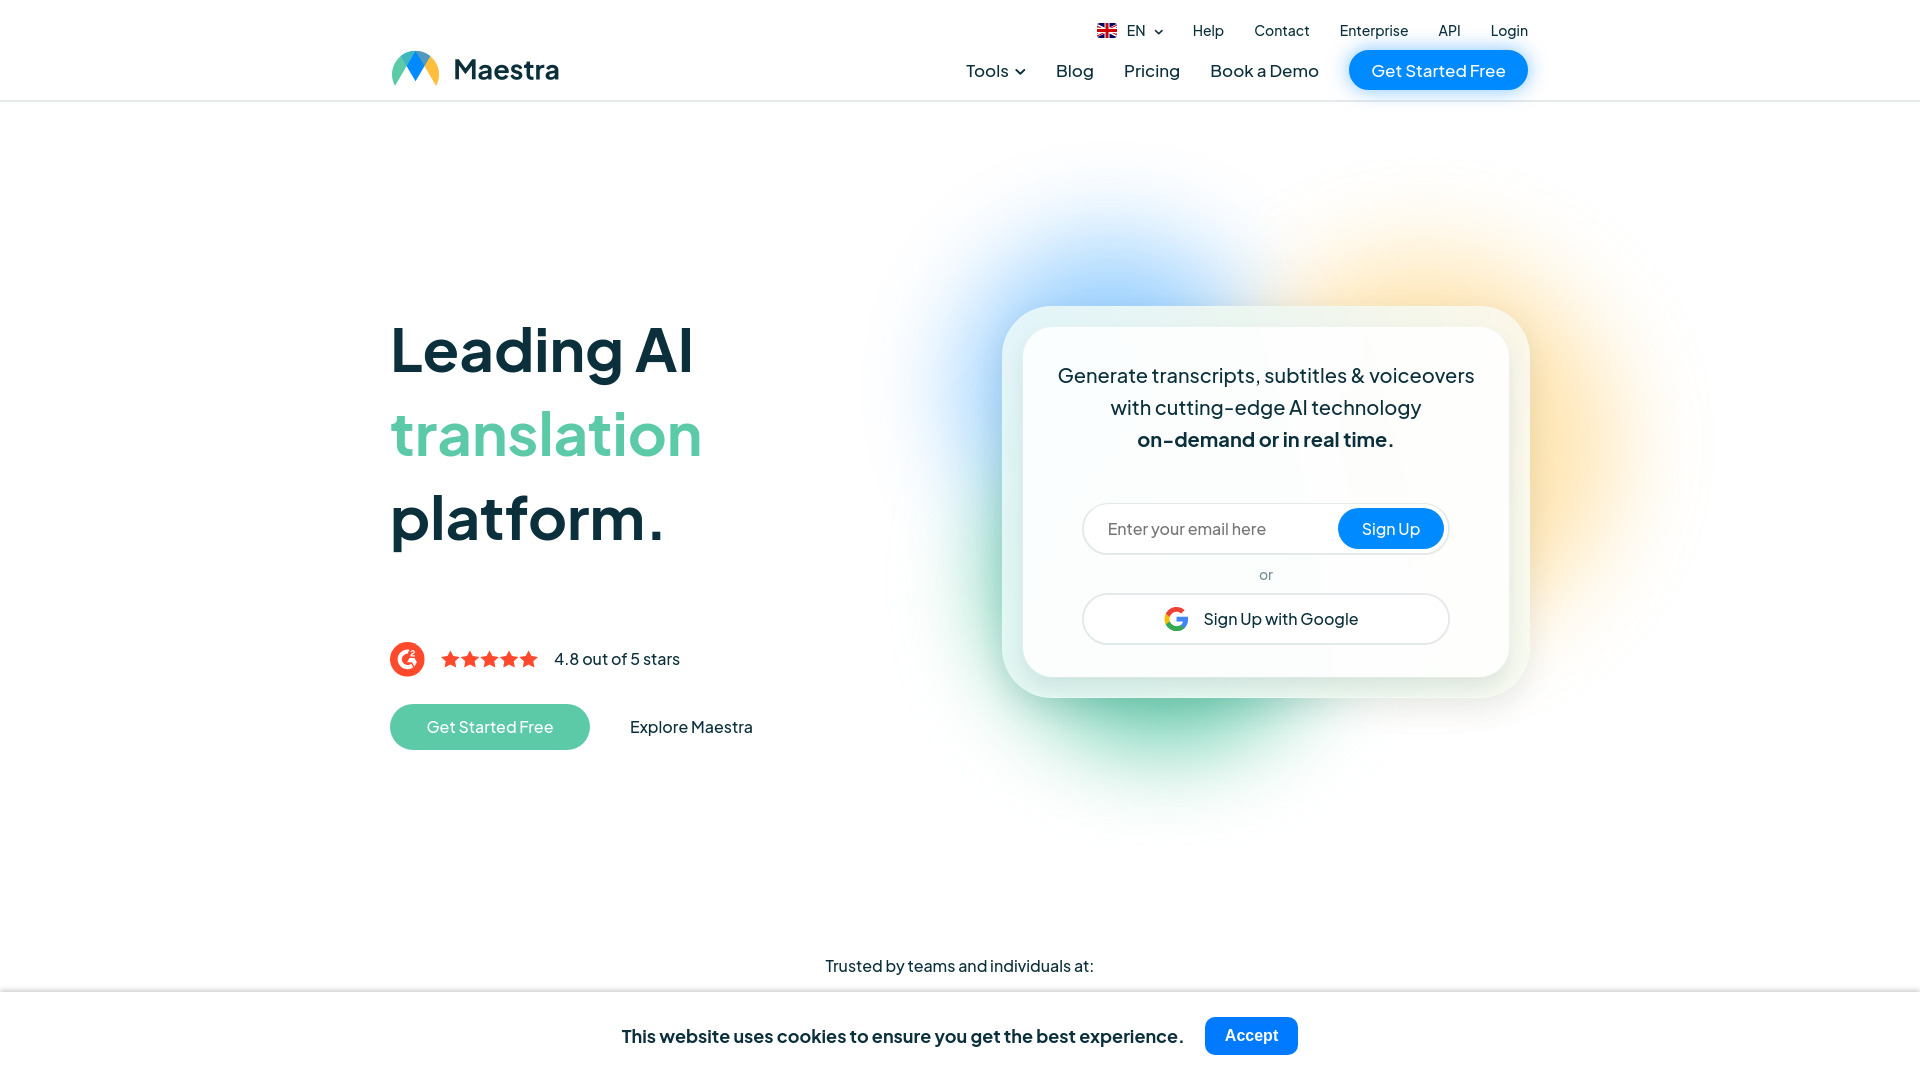 EN
Help
Contact
Enterprise
API
Login
Maestra
Tools
Blog
Pricing
Book a Demo
Get Started Free
Leading AI
translation
platform.
4.8 out of 5 stars
Get Started Free
Explore Maestra
Generate transcripts, subtitles & voiceovers
with cutting-edge AI technology
on-demand or in real time.
Enter your email here
Sign Up
or
Sign Up with Google
Trusted by teams and individuals at:
This website uses cookies to ensure you get the best experience.
Accept